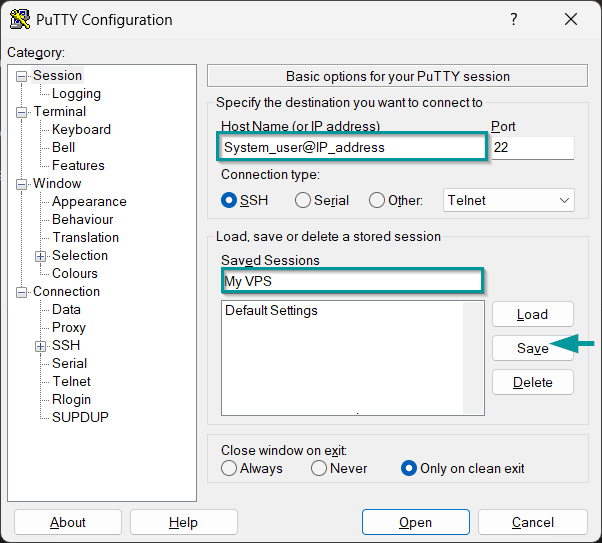 PuTTY Configuration
?
Category:
Session
Logging
Terminal
Keyboard
Bell
Features
Window
Appearance
Behaviour
Translation
Selection
Colours
Connection
Data
Proxy
SSH
Serial
Telnet
Rlogin
SUPDUP
Basic options for your PuTTY session
Specify the destination you want to connect to
Host Name (or IP address) Port
System_user@IP_address 22
Connection type:
SSH Serial Other: Telnet
Load, save or delete a stored session
Saved Sessions
My VPS
Default Settings
Load
Save
Delete
Close window on exit:
Always Never Only on clean exit
About Help Open Cancel